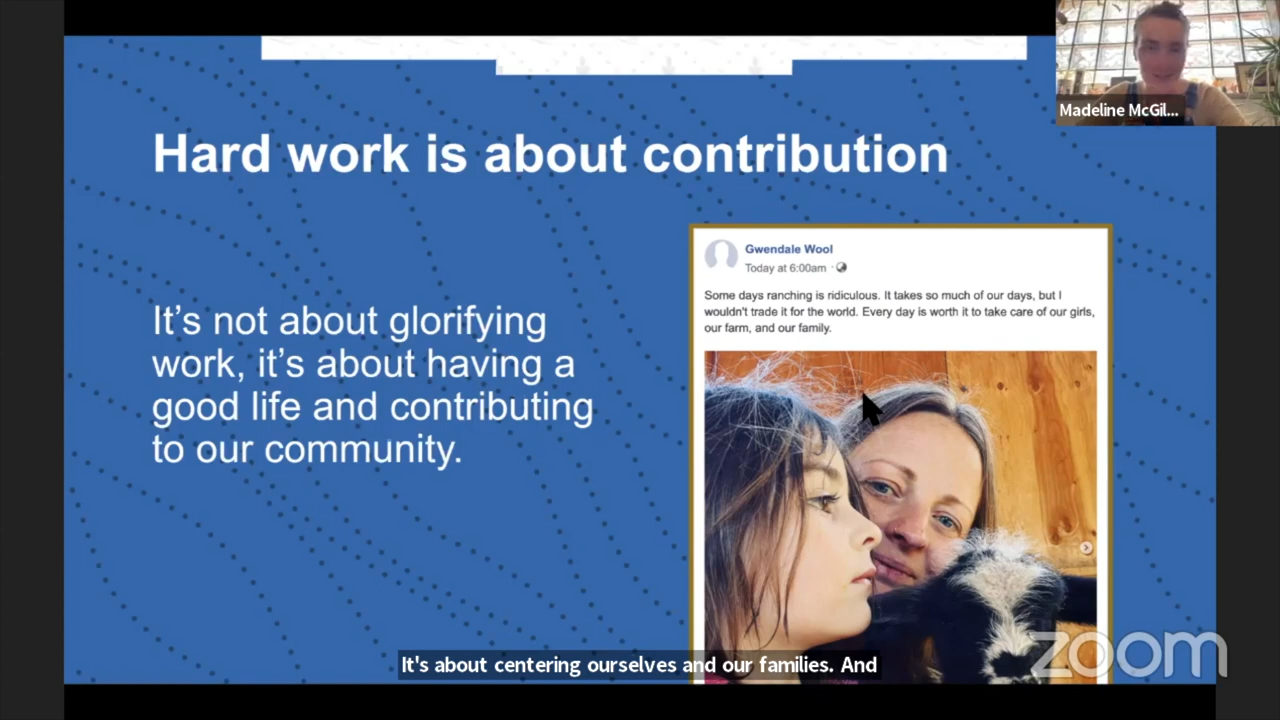 Madeline McGil...
Hard work is about contribution
It's not about glorifying
work, it's about having a
good life and contributing
to our community.
Gwendale Wool
Today at 6:00am ·
Some days ranching is ridiculous. It takes so much of our days, but I
wouldn't trade it for the world. Every day is worth it to take care of our girls,
our farm, and our family.
It's about centering ourselves and our families. And
zoom